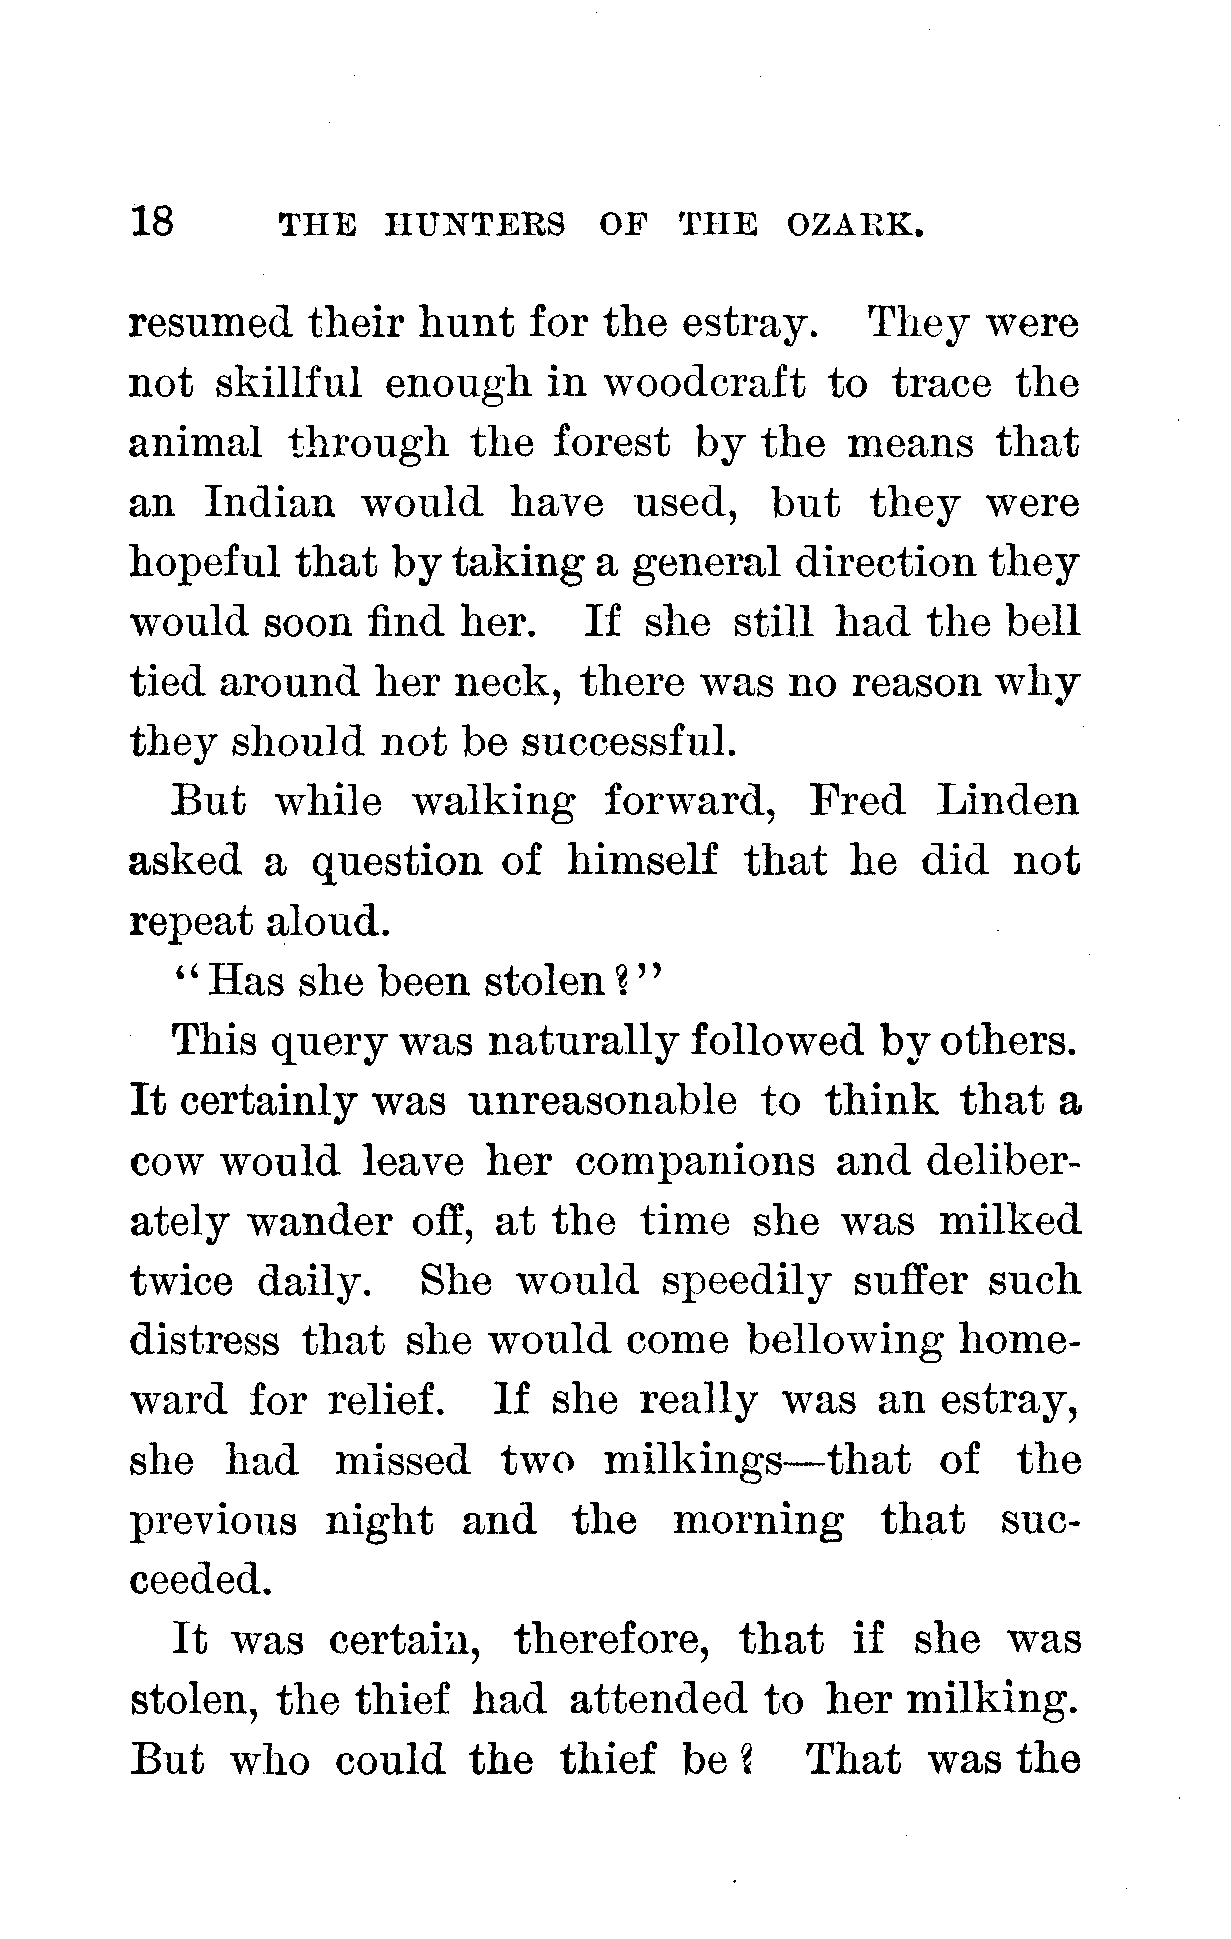 18 THE HUNTERS OF THE OZARK.
resumed their hunt for the estray. They were
not skillful enough in woodcraft to trace the
animal through the forest by the means that
an Indian would have used, but they were
hopeful that by taking a general direction they
would soon find her. If she still had the bell
tied around her neck, there was no reason why
they should not be successful.
But while walking forward, Fred Linden
asked a question of himself that he did not
repeat aloud.
"Has she been stolen?"
This query was naturally followed by others.
It certainly was unreasonable to think that a
cow would leave her companions and deliber-
ately wander off, at the time she was milked
twice daily. She would speedily suffer such
distress that she would come bellowing home-
ward for relief. If she really was an estray,
she had missed two milkings—that of the
previous night and the morning that suc-
ceeded.
It was certain, therefore, that if she was
stolen, the thief had attended to her milking.
But who could the thief be? That was the